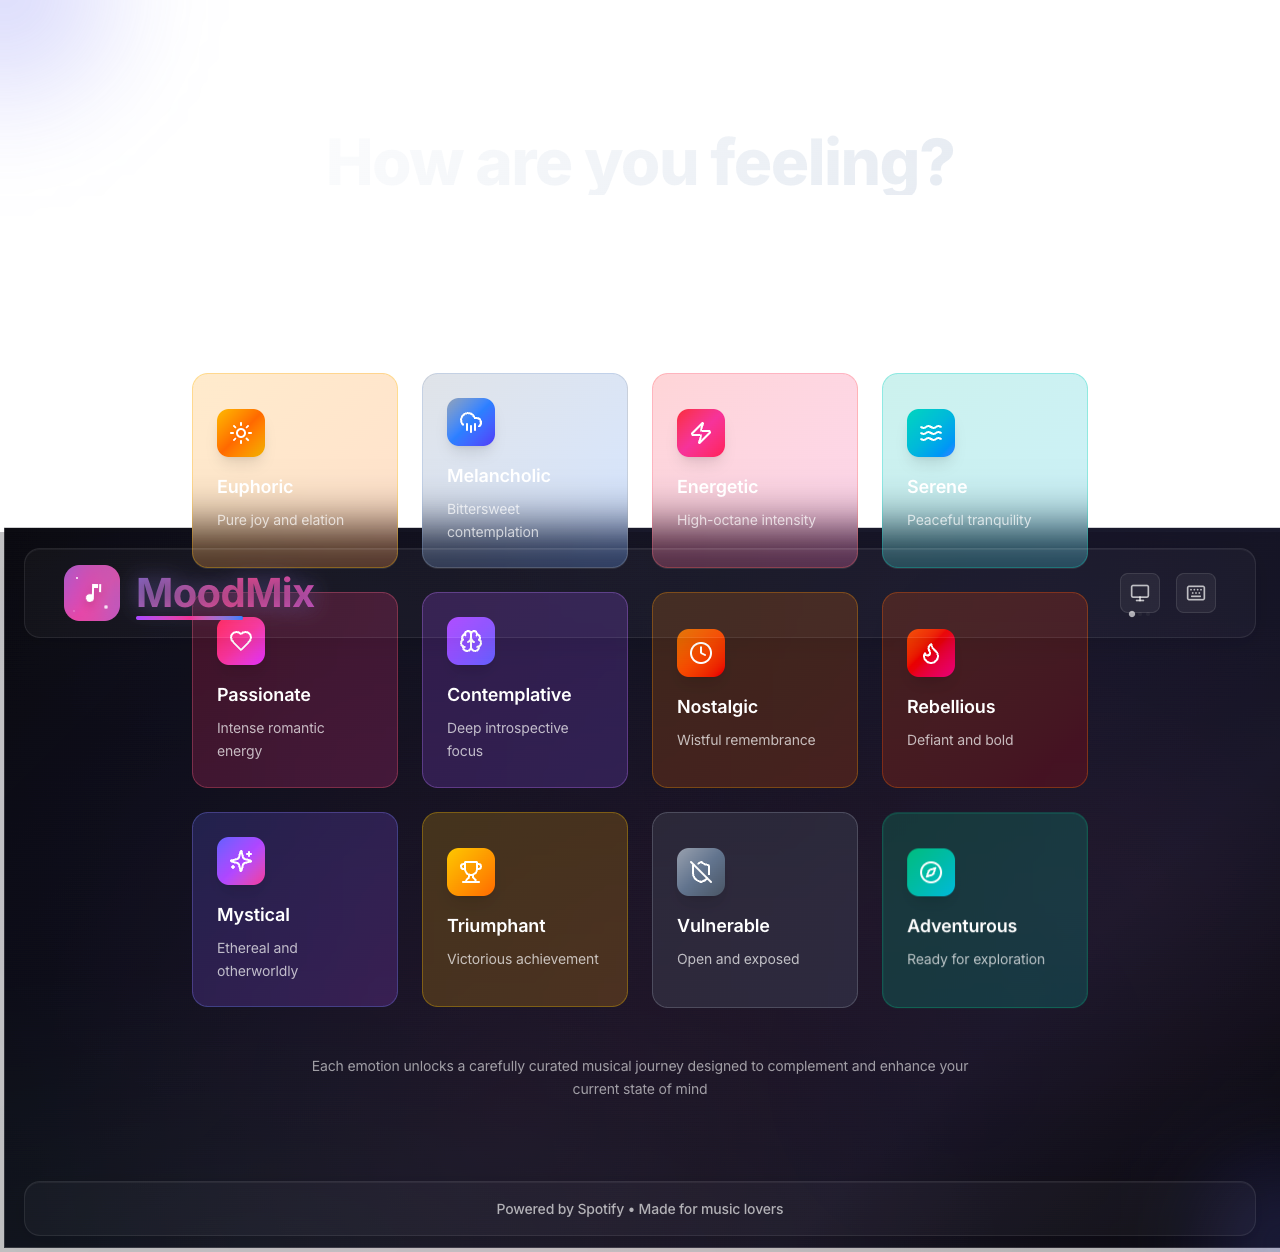 How are you feeling?
Euphoric
Pure joy and elation
Melancholic
Bittersweet
contemplation
Energetic
High-octane intensity
Serene
Peaceful tranquility
MoodMix
Passionate
Intense romantic
energy
Contemplative
Deep introspective
focus
Nostalgic
Wistful remembrance
Rebellious
Defiant and bold
Mystical
Ethereal and
otherworldly
Triumphant
Victorious achievement
Vulnerable
Open and exposed
Adventurous
Ready for exploration
Each emotion unlocks a carefully curated musical journey designed to complement and enhance your
current state of mind
Powered by Spotify • Made for music lovers